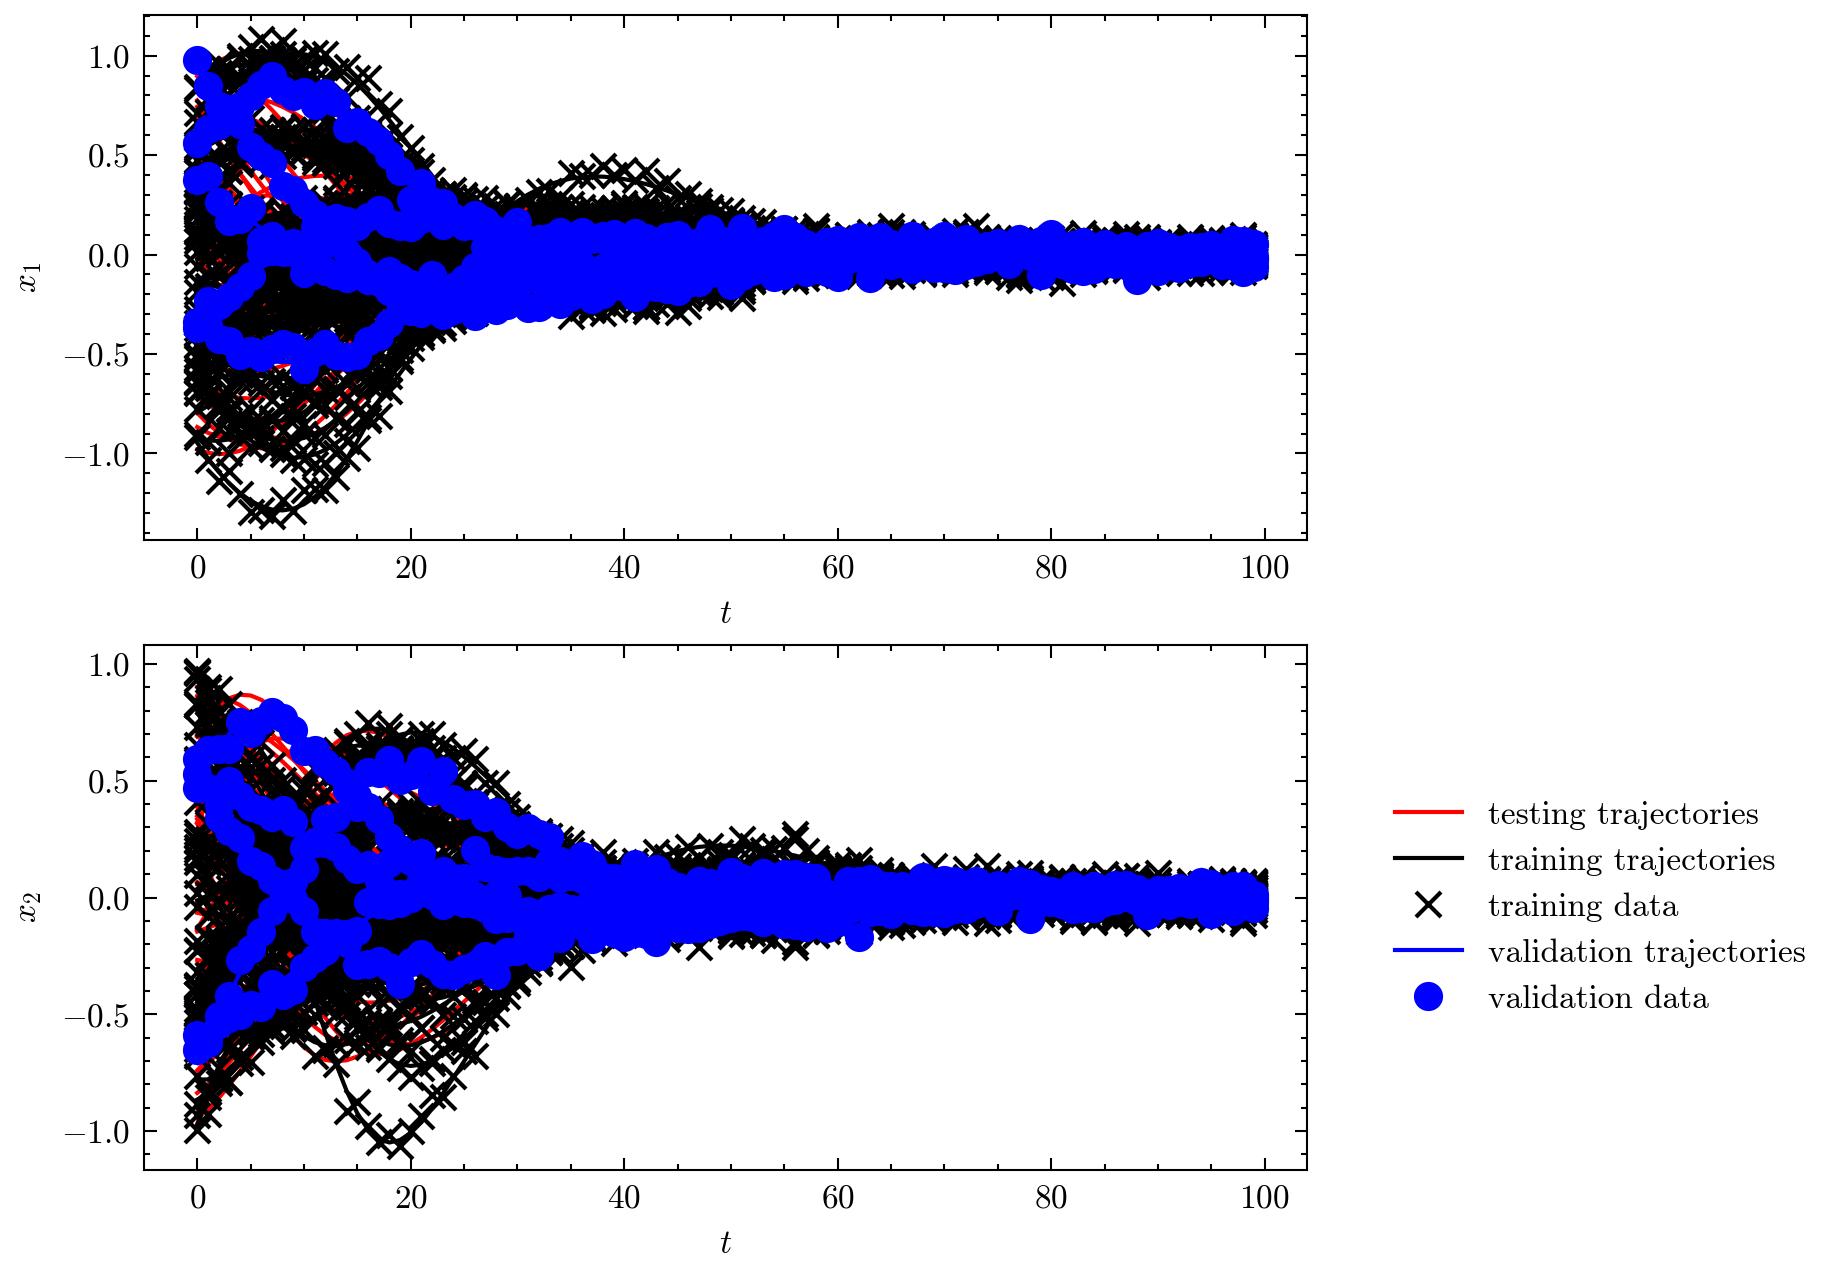 1.0
0.5
0.0
−0.5
−1.0
x₁
0 20 40 60 80 100
t
1.0
0.5
0.0
−0.5
−1.0
x₂
0 20 40 60 80 100
t
testing trajectories
training trajectories
training data
validation trajectories
validation data